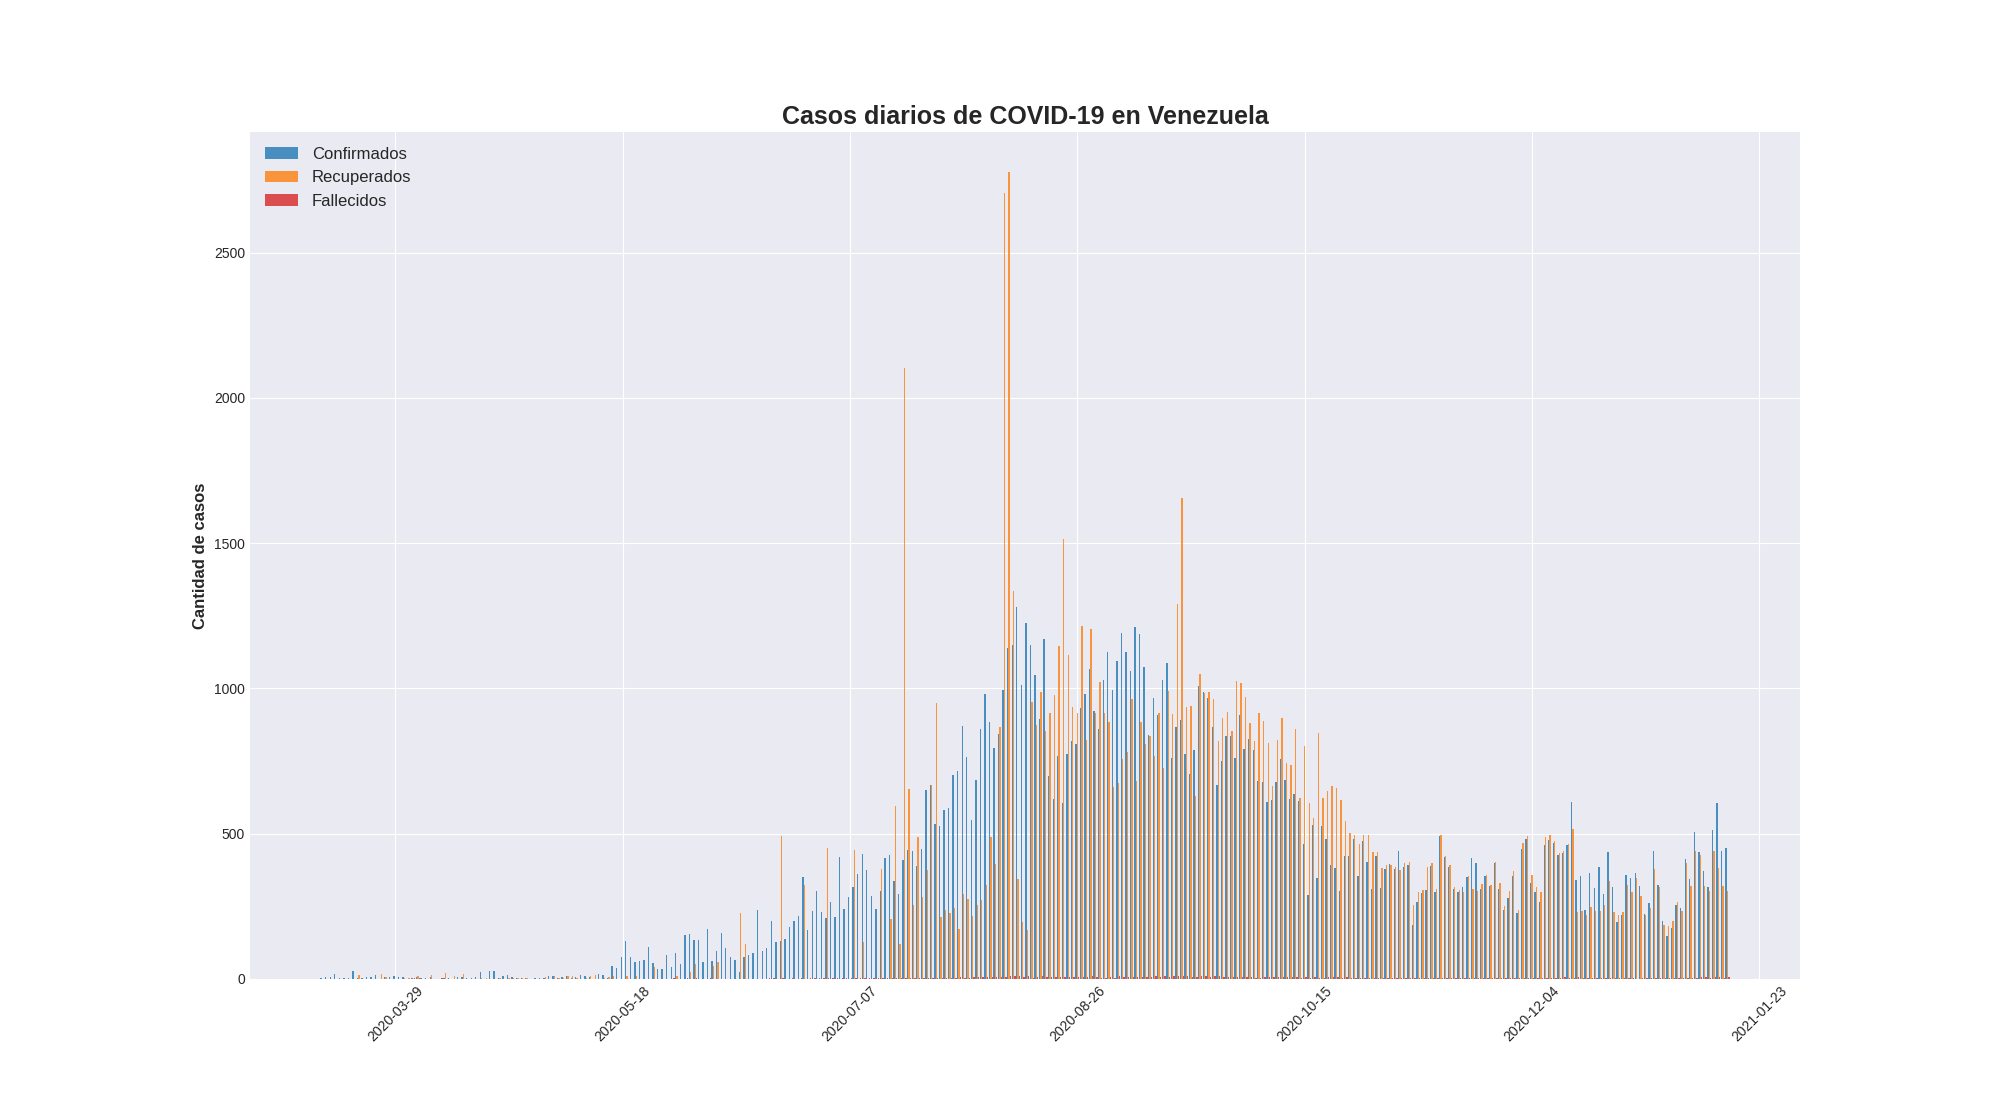 Casos diarios de COVID-19 en Venezuela
Confirmados
Recuperados
Fallecidos
Cantidad de casos
2500
2000
1500
1000
500
0
2020-03-29
2020-05-18
2020-07-07
2020-08-26
2020-10-15
2020-12-04
2021-01-23